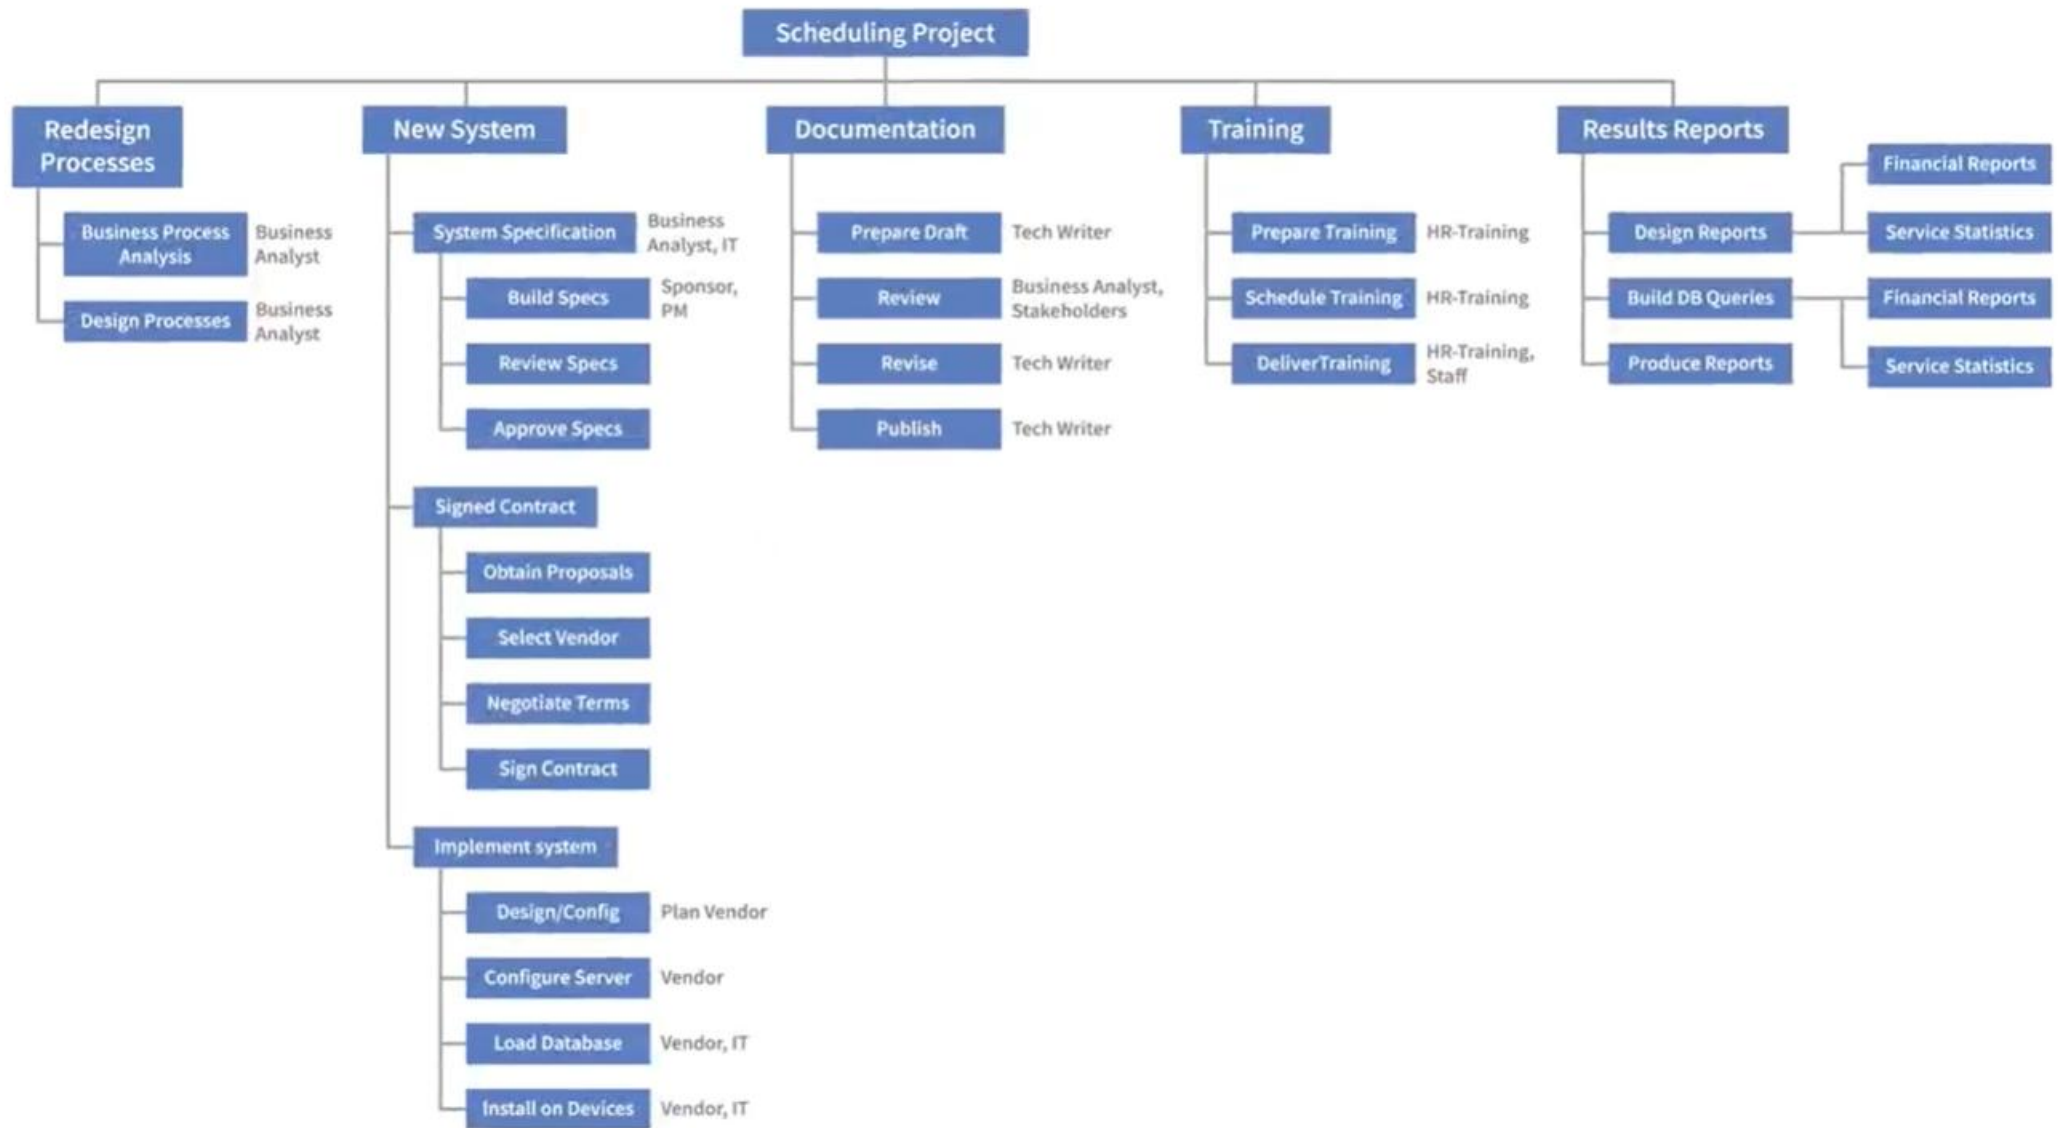 Scheduling Project
Redesign
Processes
Business Process
Analysis
Business
Analyst
Design Processes
Business
Analyst
New System
System Specification
Business
Analyst, IT
Build Specs
Sponsor,
PM
Review Specs
Approve Specs
Signed Contract
Obtain Proposals
Select Vendor
Negotiate Terms
Sign Contract
Implement system
Design/Config
Plan Vendor
Configure Server
Vendor
Load Database
Vendor, IT
Install on Devices
Vendor, IT
Documentation
Prepare Draft
Tech Writer
Review
Business Analyst,
Stakeholders
Revise
Tech Writer
Publish
Tech Writer
Training
Prepare Training
HR-Training
Schedule Training
HR-Training
DeliverTraining
HR-Training,
Staff
Results Reports
Design Reports
Financial Reports
Service Statistics
Build DB Queries
Financial Reports
Service Statistics
Produce Reports